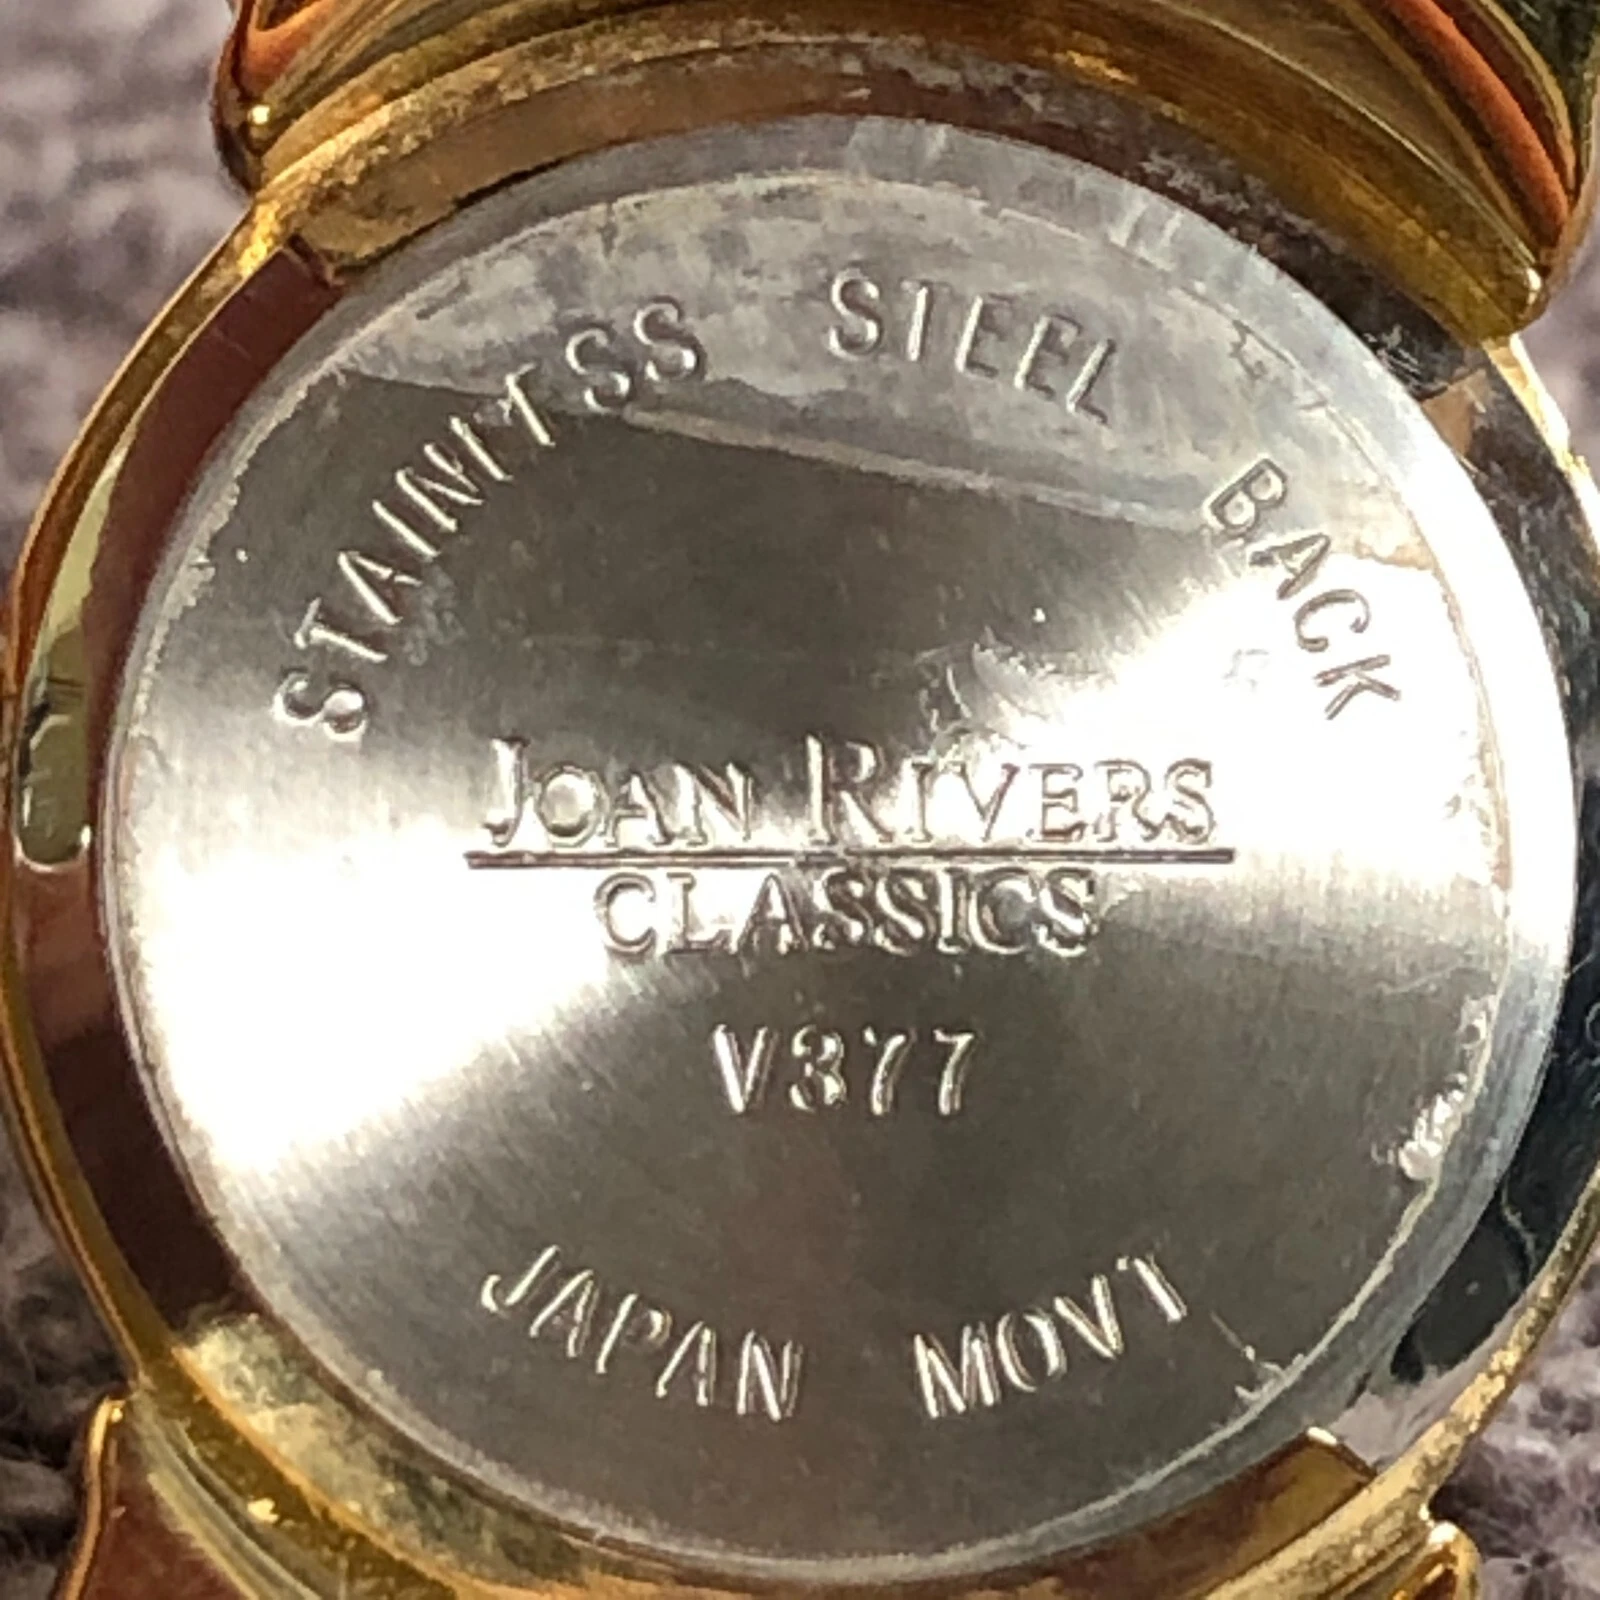 STAINLESS STEEL BACK
JOAN RIVERS
CLASSICS
V377
JAPAN MOVT